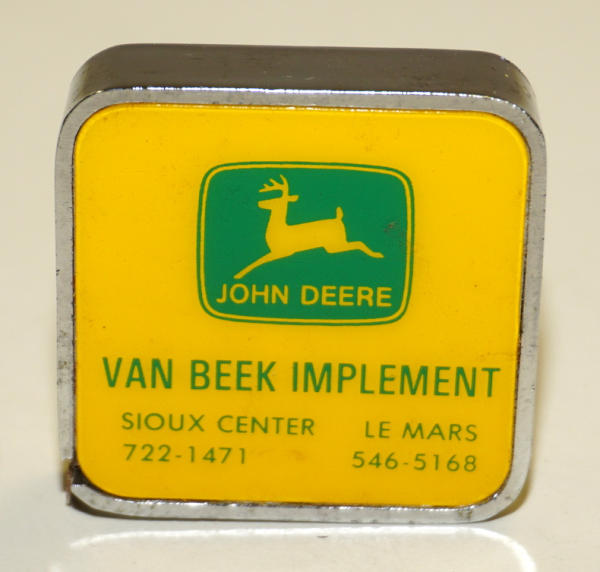 JOHN DEERE
VAN BEEK IMPLEMENT
SIOUX CENTER LE MARS
722-1471 546-5168